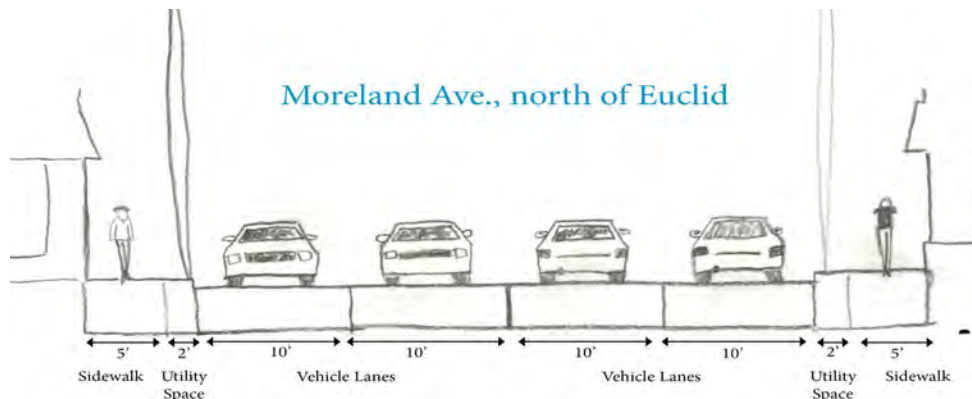 Moreland Ave., north of Euclid
5' 2' 10' 10' 10' 10' 2' 5'
Sidewalk Utility Space Vehicle Lanes Vehicle Lanes Utility Space Sidewalk